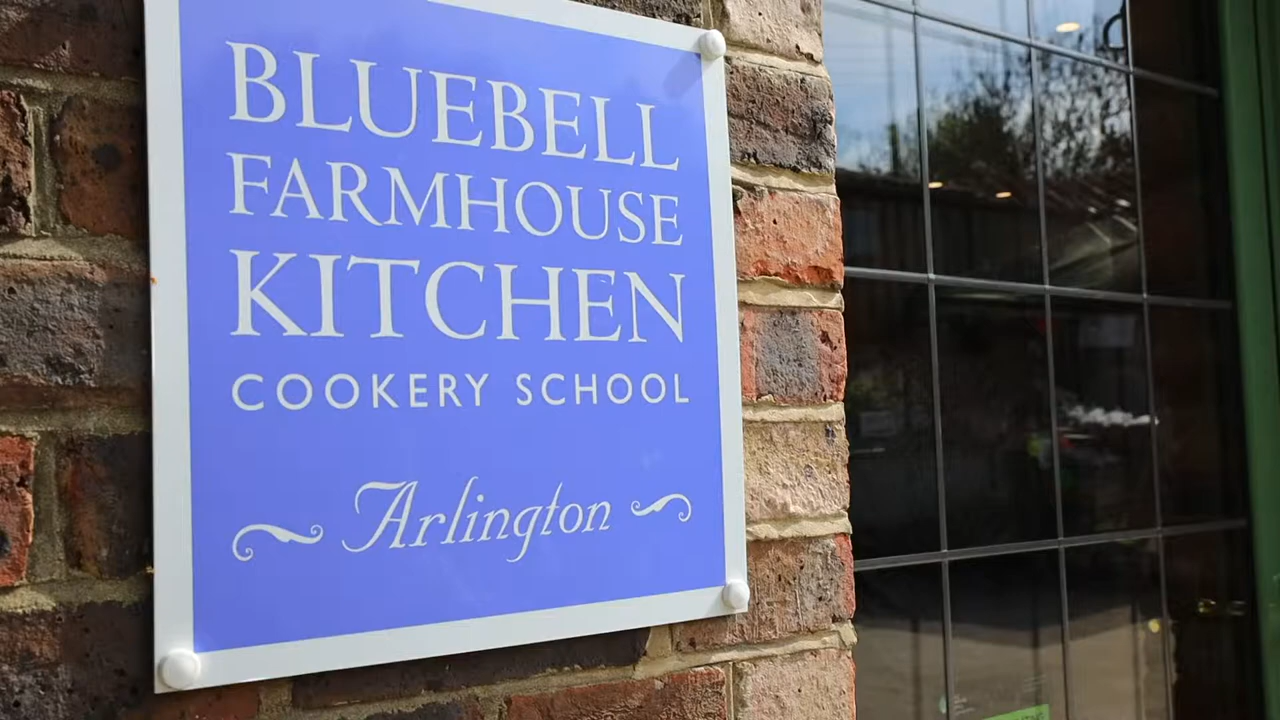 BLUEBELL
FARMHOUSE
KITCHEN
COOKERY SCHOOL
Arlington